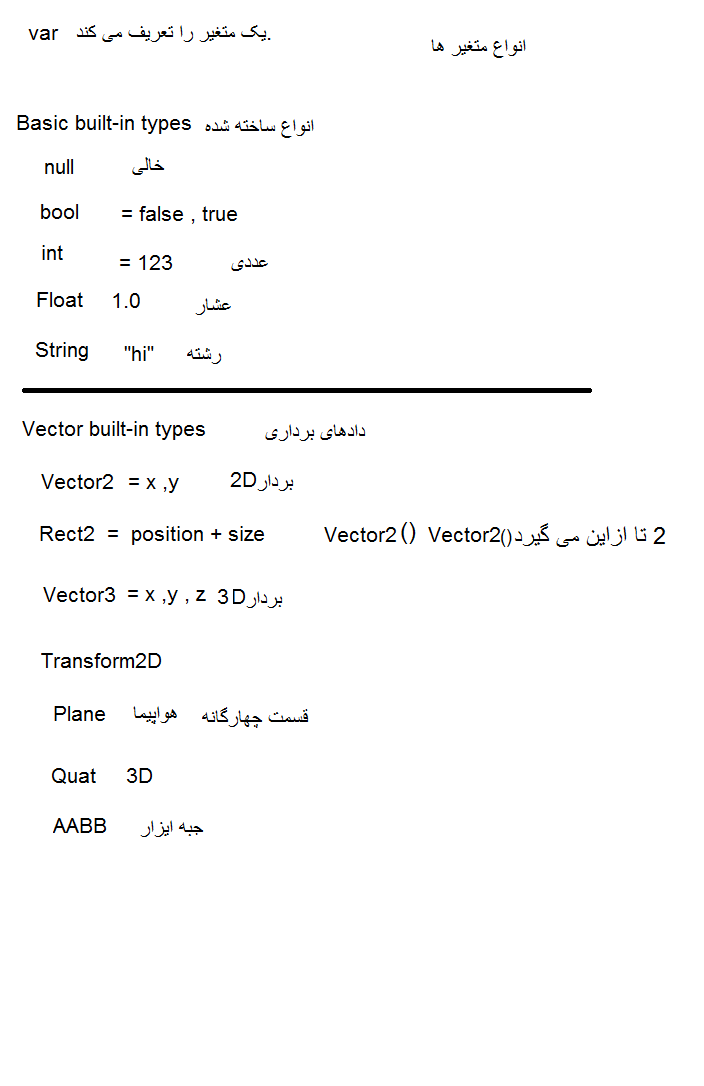 var یک متغیر را تعریف می کند.
انواع متغیر ها
Basic built-in types انواع ساخته شده
null خالی
bool = false , true
int = 123 عددی
Float 1.0 عشار
String "hi" رشته
Vector built-in types دادهای برداری
Vector2 = x ,y بردار2D
Rect2 = position + size Vector2 () Vector2() 2 تا ازاین می گیرد
Vector3 = x ,y , z بردار3D
Transform2D
Plane هواپیما قسمت چهارگانه
Quat 3D
AABB جبه ایزار